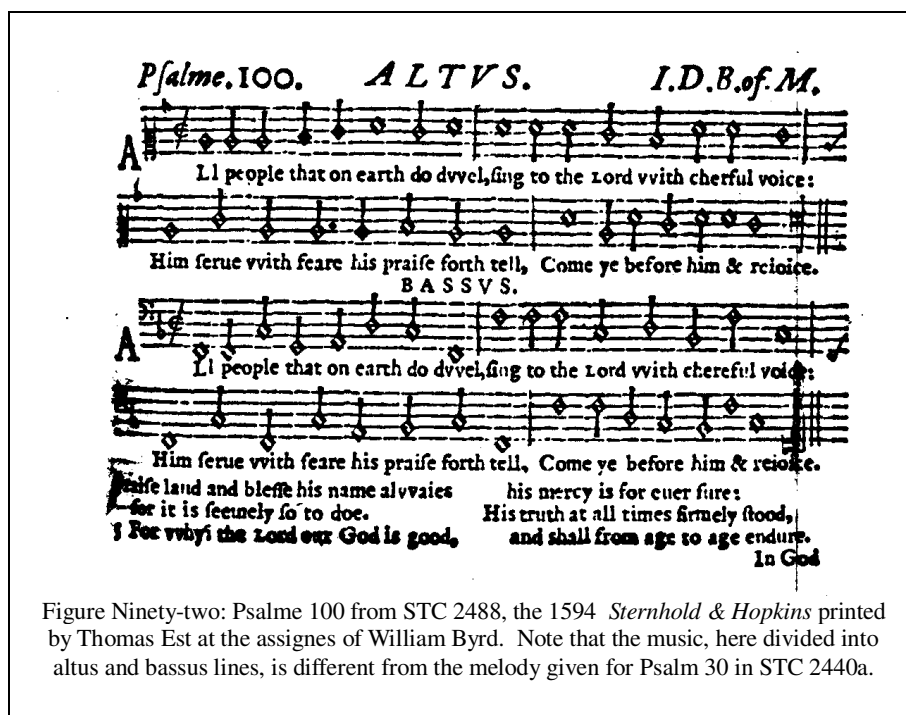 Pſalme.100. ALTVS. I.D.B.of.M.
A
Ll people that on earth do dvvel,ſing to the Lord vvith cherful voice:
Him ſerue vvith feare his praiſe forth tell, Come ye before him & reioice.
BASSVS.
A
Ll people that on earth do dvvel,ſing to the Lord vvith chereful voice:
Him ſerue vvith feare his praiſe forth tell, Come ye before him & reioice.
raiſe laud and bleſſe his name alvvaies his mercy is for euer ſure:
for it is ſeemely ſo to doe. His truth at all times firmely ſtood,
For vvhy? the Lord our God is good, and shall from age to age endure.
In God
Figure Ninety-two: Psalme 100 from STC 2488, the 1594 Sternhold & Hopkins printed
by Thomas Est at the assignes of William Byrd. Note that the music, here divided into
altus and bassus lines, is different from the melody given for Psalm 30 in STC 2440a.